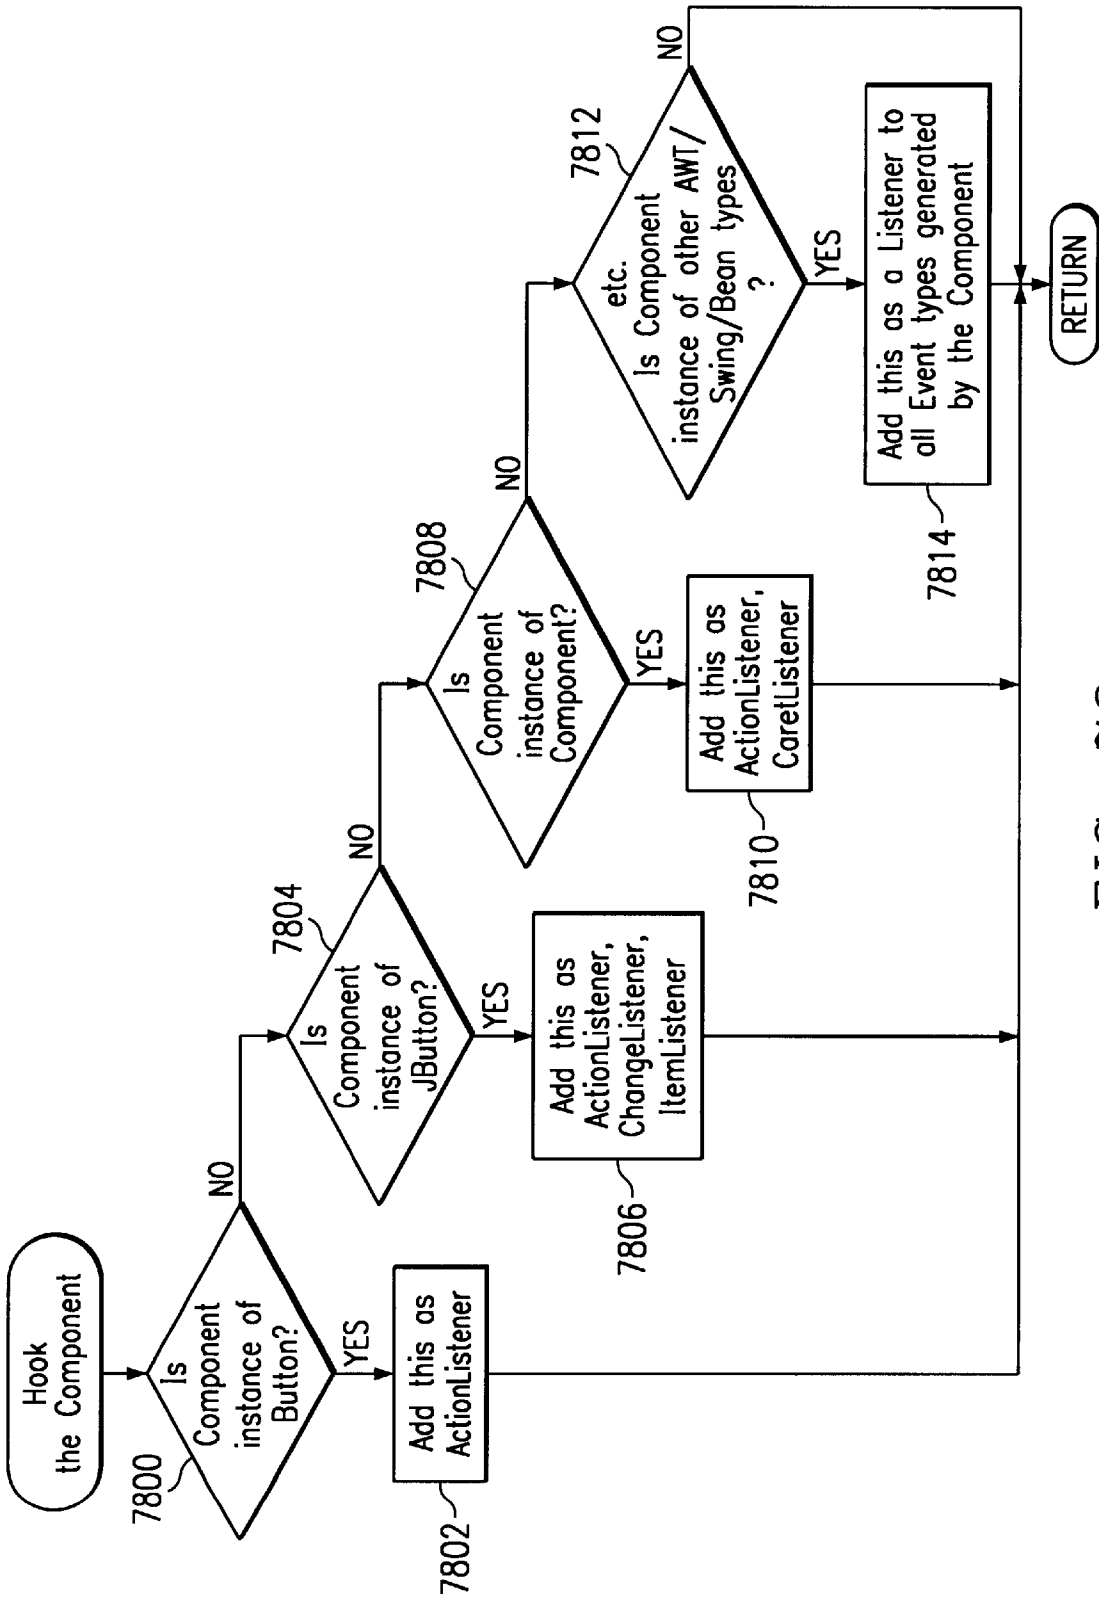 Hook
the Component
7800
Is
Component
instance of
Button?
NO
YES
7802
Add this as
ActionListener
7804
Is
Component
instance of
JButton?
NO
YES
7806
Add this as
ActionListener,
ChangeListener,
ItemListener
7808
Is
Component
instance of
Component?
NO
YES
7810
Add this as
ActionListener,
CaretListener
7812
etc.
Is Component
instance of other AWT/
Swing/Bean types
?
NO
YES
7814
Add this as a Listener to
all Event types generated
by the Component
RETURN